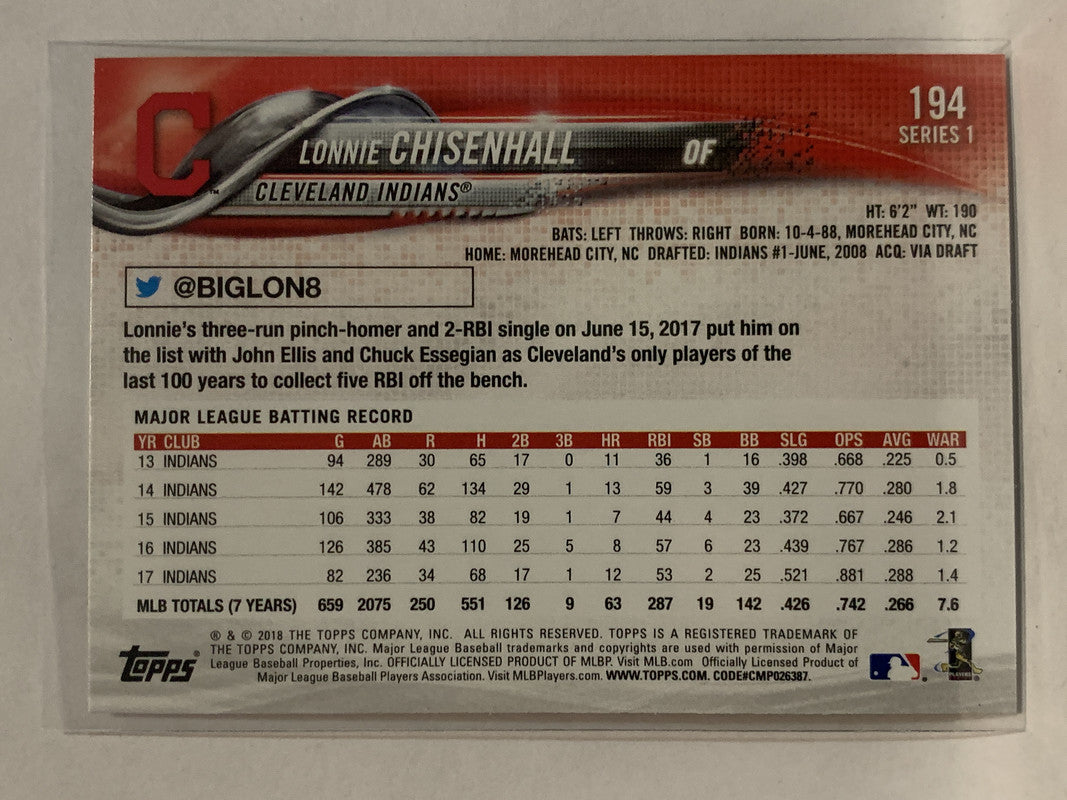 194
SERIES 1
C
LONNIE CHISENHALL OF
CLEVELAND INDIANS®
HT: 6'2" WT: 190
BATS: LEFT THROWS: RIGHT BORN: 10-4-88, MOREHEAD CITY, NC
HOME: MOREHEAD CITY, NC DRAFTED: INDIANS #1-JUNE, 2008 ACQ: VIA DRAFT
@BIGLON8
Lonnie's three-run pinch-homer and 2-RBI single on June 15, 2017 put him on
the list with John Ellis and Chuck Essegian as Cleveland's only players of the
last 100 years to collect five RBI off the bench.
MAJOR LEAGUE BATTING RECORD
YR CLUB G AB R H 2B 3B HR RBI SB BB SLG OPS AVG WAR
13 INDIANS 94 289 30 65 17 0 11 36 1 16 .398 .668 .225 0.5
14 INDIANS 142 478 62 134 29 1 13 59 3 39 .427 .770 .280 1.8
15 INDIANS 106 333 38 82 19 1 7 44 4 23 .372 .667 .246 2.1
16 INDIANS 126 385 43 110 25 5 8 57 6 23 .439 .767 .286 1.2
17 INDIANS 82 236 34 68 17 1 12 53 2 25 .521 .881 .288 1.4
MLB TOTALS (7 YEARS) 659 2075 250 551 126 9 63 287 19 142 .426 .742 .266 7.6
® & © 2018 THE TOPPS COMPANY, INC. ALL RIGHTS RESERVED. TOPPS IS A REGISTERED TRADEMARK OF
THE TOPPS COMPANY, INC. Major League Baseball trademarks and copyrights are used with permission of Major
League Baseball Properties, Inc. OFFICIALLY LICENSED PRODUCT OF MLBP. Visit MLB.com Officially Licensed Product of
Major League Baseball Players Association. Visit MLBPlayers.com. WWW.TOPPS.COM. CODE#CMP026387.
TOPPS®
PLAYERS